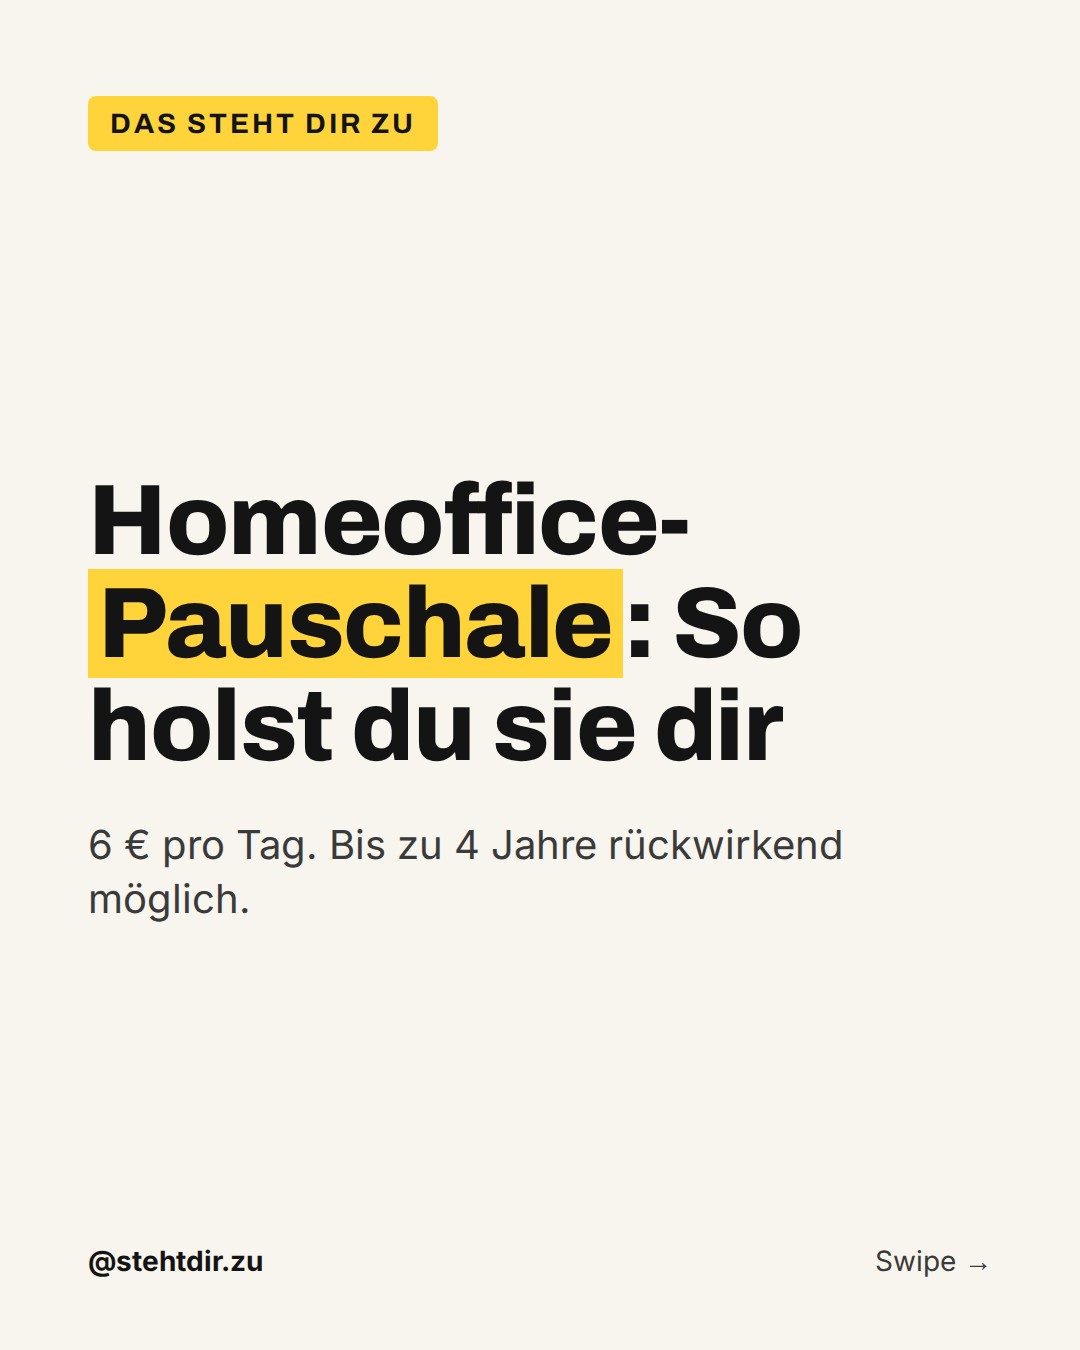 DAS STEHT DIR ZU
Homeoffice-
Pauschale: So
holst du sie dir
6 € pro Tag. Bis zu 4 Jahre rückwirkend
möglich.
@stehtdir.zu
Swipe →